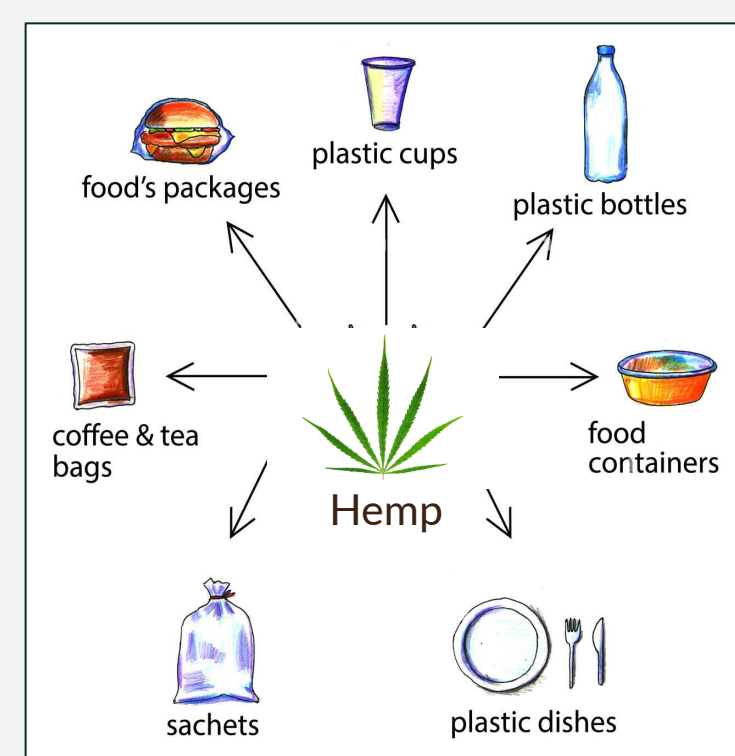 plastic cups
food's packages
plastic bottles
coffee & tea
bags
food
containers
Hemp
sachets
plastic dishes